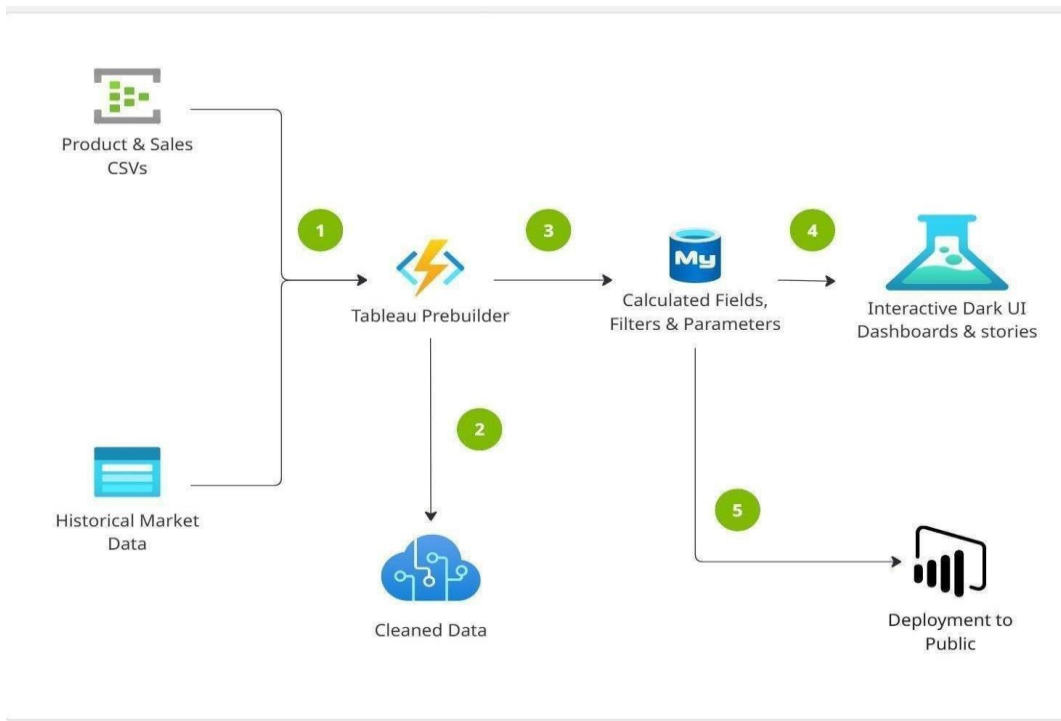 Product & Sales
CSVs
1
3
4
My
Tableau Prebuilder
Calculated Fields,
Filters & Parameters
Interactive Dark UI
Dashboards & stories
2
Historical Market
Data
5
Cleaned Data
Deployment to
Public